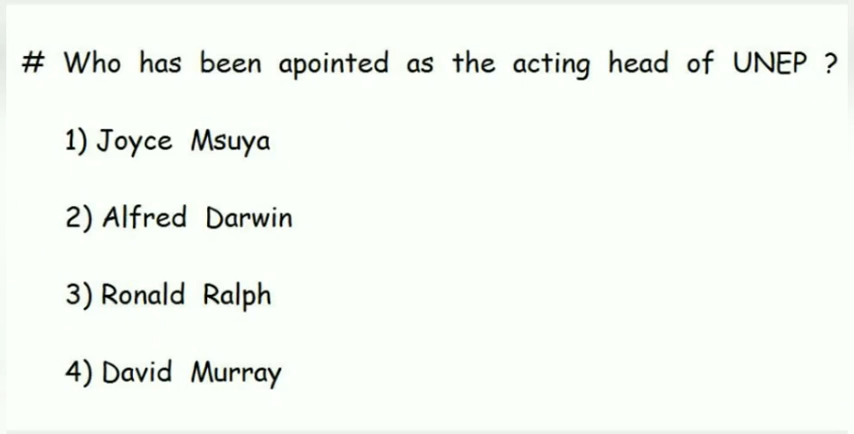 # Who has been apointed as the acting head of UNEP ?
1) Joyce Msuya
2) Alfred Darwin
3) Ronald Ralph
4) David Murray